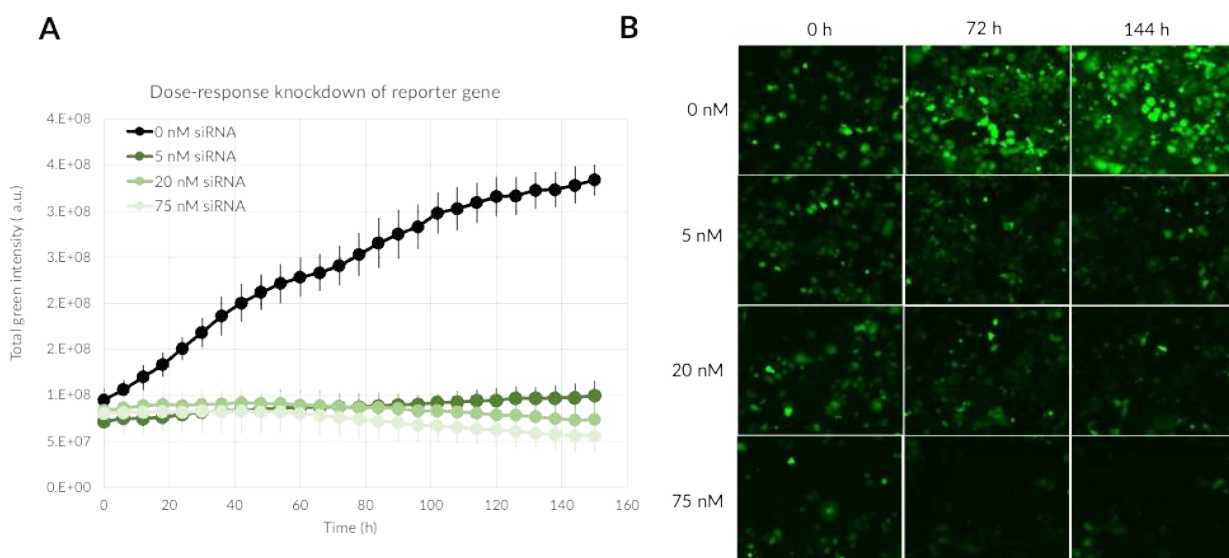 A
Dose-response knockdown of reporter gene
0 nM siRNA
5 nM siRNA
20 nM siRNA
75 nM siRNA
Total green intensity ( a.u.)
4.E+08
4.E+08
3.E+08
3.E+08
2.E+08
2.E+08
1.E+08
5.E+07
0.E+00
0 20 40 60 80 100 120 140 160
Time (h)
B
0 h 72 h 144 h
0 nM
5 nM
20 nM
75 nM